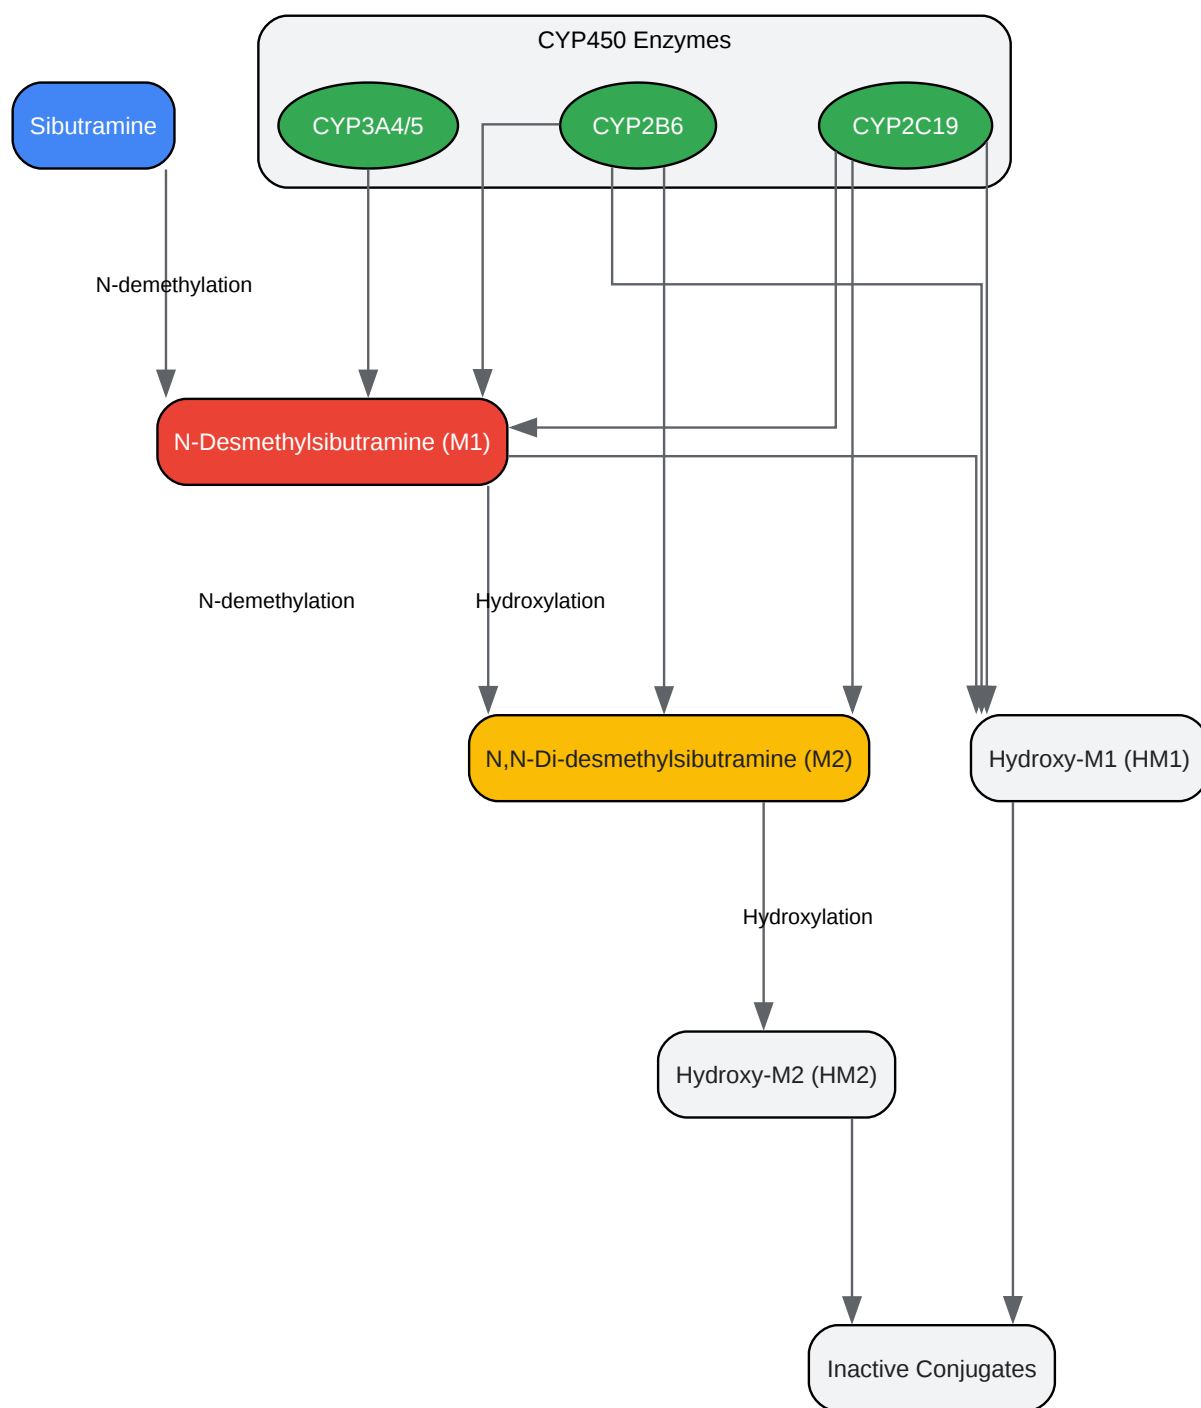 CYP450 Enzymes
Sibutramine
CYP3A4/5
CYP2B6
CYP2C19
N-demethylation
N-Desmethylsibutramine (M1)
N-demethylation
Hydroxylation
N,N-Di-desmethylsibutramine (M2)
Hydroxy-M1 (HM1)
Hydroxylation
Hydroxy-M2 (HM2)
Inactive Conjugates